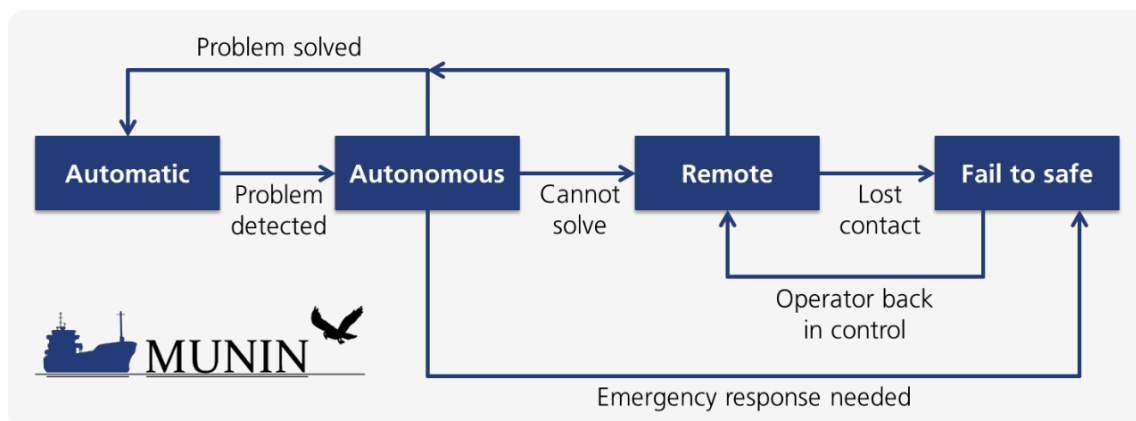 Problem solved
Automatic
Problem
detected
Autonomous
Cannot
solve
Remote
Lost
contact
Fail to safe
Operator back
in control
MUNIN
Emergency response needed